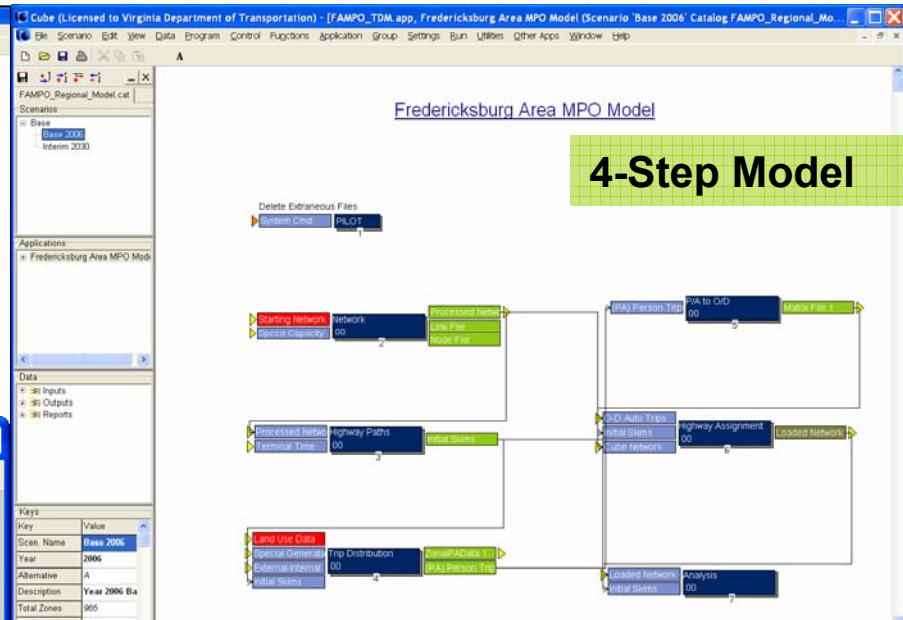 Cube (Licensed to Virginia Department of Transportation) - [FAMPO_TDM.app, Fredericksburg Area MPO Model (Scenario 'Base 2006' Catalog FAMPO_Regional_Mo...
File Scenario Edit View Data Program Control Functions Application Group Settings Run Utilities Other Apps Window Help
A
FAMPO_Regional_Model.cat
Scenarios
Base
Base 2006
Interim 2030
Applications
Fredericksburg Area MPO Mode
Data
Inputs
Outputs
Reports
Keys
Key Value
Scen. Name Base 2006
Year 2006
Alternative A
Description Year 2006 Ba
Total Zones 965
Fredericksburg Area MPO Model
4-Step Model
Delete Extraneous Files
System Cmd. PILOT
1
Starting Network Network Processed Netwo
Speed Capacity 00 Link File
Node File
2
(PA) Person Trip P/A to O/D Matrix File 1
00
5
Processed Netwo Highway Paths Initial Skims
Terminal Time 00
3
O-D Auto Trips Highway Assignment Loaded Network
Initial Skims 00
Cube Network
6
Land Use Data
Special Generato Trip Distribution ZonalPAData 1
External-Internal 00 (PA) Person Trip
Initial Skims
4
Loaded Network Analysis
Initial Skims 00
7